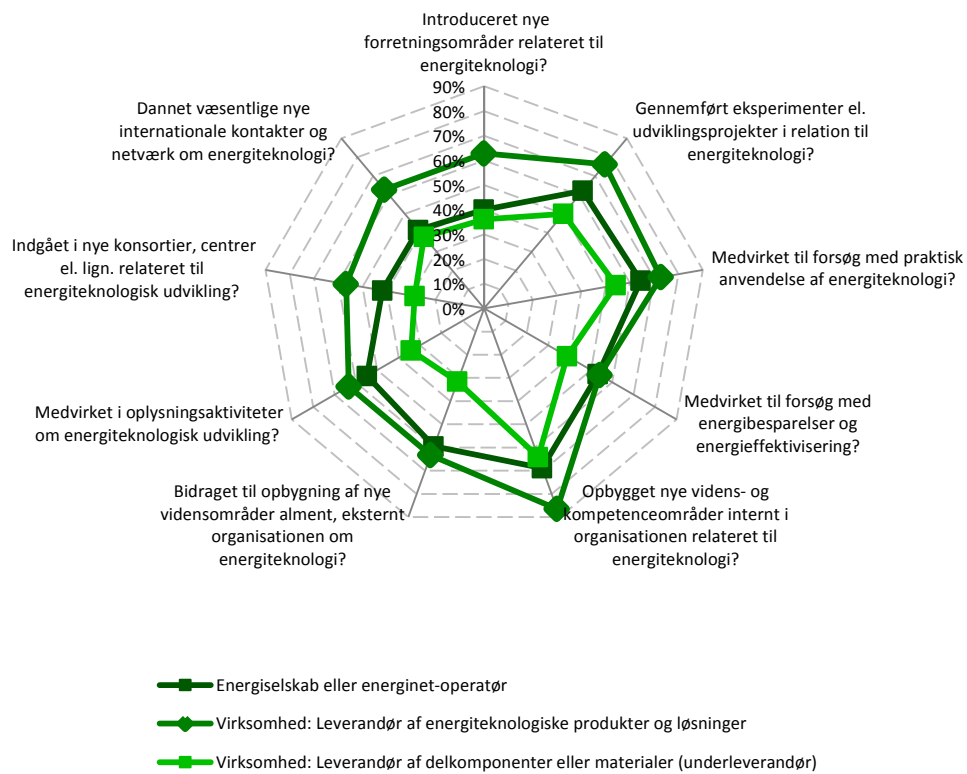 Introduceret nye
forretningsområder relateret til
energiteknologi?
90%
80%
70%
60%
50%
40%
30%
20%
10%
0%
Gennemført eksperimenter el.
udviklingsprojekter i relation til
energiteknologi?
Medvirket til forsøg med praktisk
anvendelse af energiteknologi?
Medvirket til forsøg med
energibesparelser og
energieffektivisering?
Opbygget nye videns- og
kompetenceområder internt i
organisationen relateret til
energiteknologi?
Bidraget til opbygning af nye
vidensområder alment, eksternt
organisationen om
energiteknologi?
Medvirket i oplysningsaktiviteter
om energiteknologisk udvikling?
Indgået i nye konsortier, centrer
el. lign. relateret til
energiteknologisk udvikling?
Dannet væsentlige nye
internationale kontakter og
netværk om energiteknologi?
Energiselskab eller energinet-operatør
Virksomhed: Leverandør af energiteknologiske produkter og løsninger
Virksomhed: Leverandør af delkomponenter eller materialer (underleverandør)